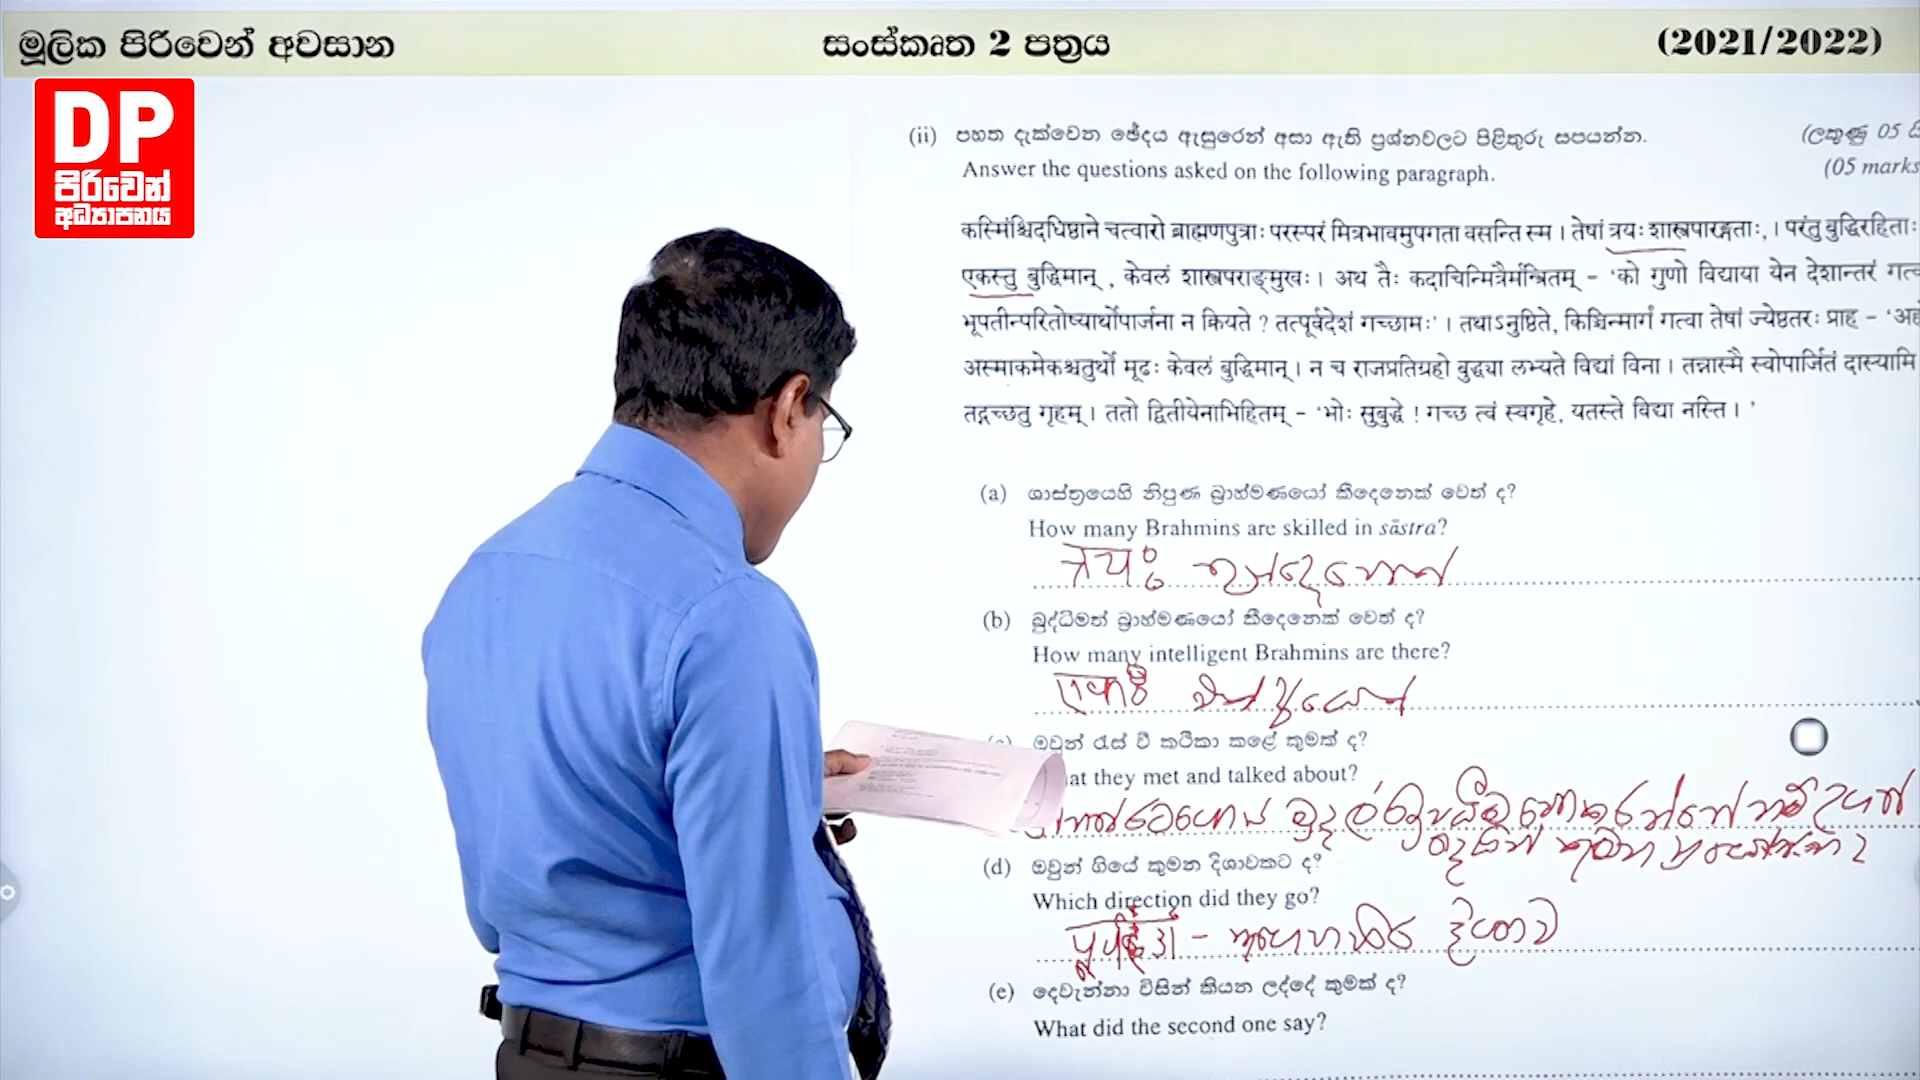 මූලික පිරිවෙන් අවසාන
සංස්කෘත 2 පත්‍රය
(2021/2022)
DP
පිරිවෙන්
අධ්‍යාපනය
(ii) පහත දැක්වෙන ඡේදය ඇසුරෙන් අසා ඇති ප්‍රශ්නවලට පිළිතුරු සපයන්න.
(ලකුණු 05
Answer the questions asked on the following paragraph.
(05 marks
कस्मिंश्चिदधिष्ठाने चत्वारो ब्राह्मणपुत्राः परस्परं मित्रभावमुपगता वसन्ति स्म । तेषां त्रयः शास्त्रपारङ्गताः, । परंतु बुद्धिरहिताः
एकस्तु बुद्धिमान् , केवलं शास्त्रपराङ्मुखः । अथ तैः कदाचिन्मित्रैर्मन्त्रितम् – ‘को गुणो विद्याया येन देशान्तरं
भूपतीन्परितोष्यार्थोपार्जना न क्रियते ? तत्पूर्वदेशं गच्छामः’ । तथाऽनुष्ठिते, किञ्चिन्मार्गं गत्वा तेषां ज्येष्ठतरः प्राह –
अस्माकमेकश्चतुर्थो मूढः केवलं बुद्धिमान् । न च राजप्रतिग्रहो बुद्ध्या लभ्यते विद्यां विना । तन्नास्मै स्वोपार्जितं दास्यामि
तद्गच्छतु गृहम् । ततो द्वितीयेनाभिहितम् – ‘भोः सुबुद्धे ! गच्छ त्वं स्वगृहे, यतस्ते विद्या नस्ति । ’
(a) ශාස්ත්‍රයෙහි නිපුණ බ්‍රාහ්මණයෝ කීදෙනෙක් වෙත් ද?
How many Brahmins are skilled in sāstra?
त्रयः තුන්දෙනෙක්
(b) බුද්ධිමත් බ්‍රාහ්මණයෝ කීදෙනෙක් වෙත් ද?
How many intelligent Brahmins are there?
ඔවුන් රැස් වී කථිකා කළේ කුමක් ද?
at they met and talked about?
(d) ඔවුන් ගියේ කුමන දිශාවකට ද?
Which direction did they go?
දිශාව
(e) දෙවැන්නා විසින් කියන ලද්දේ කුමක් ද?
What did the second one say?